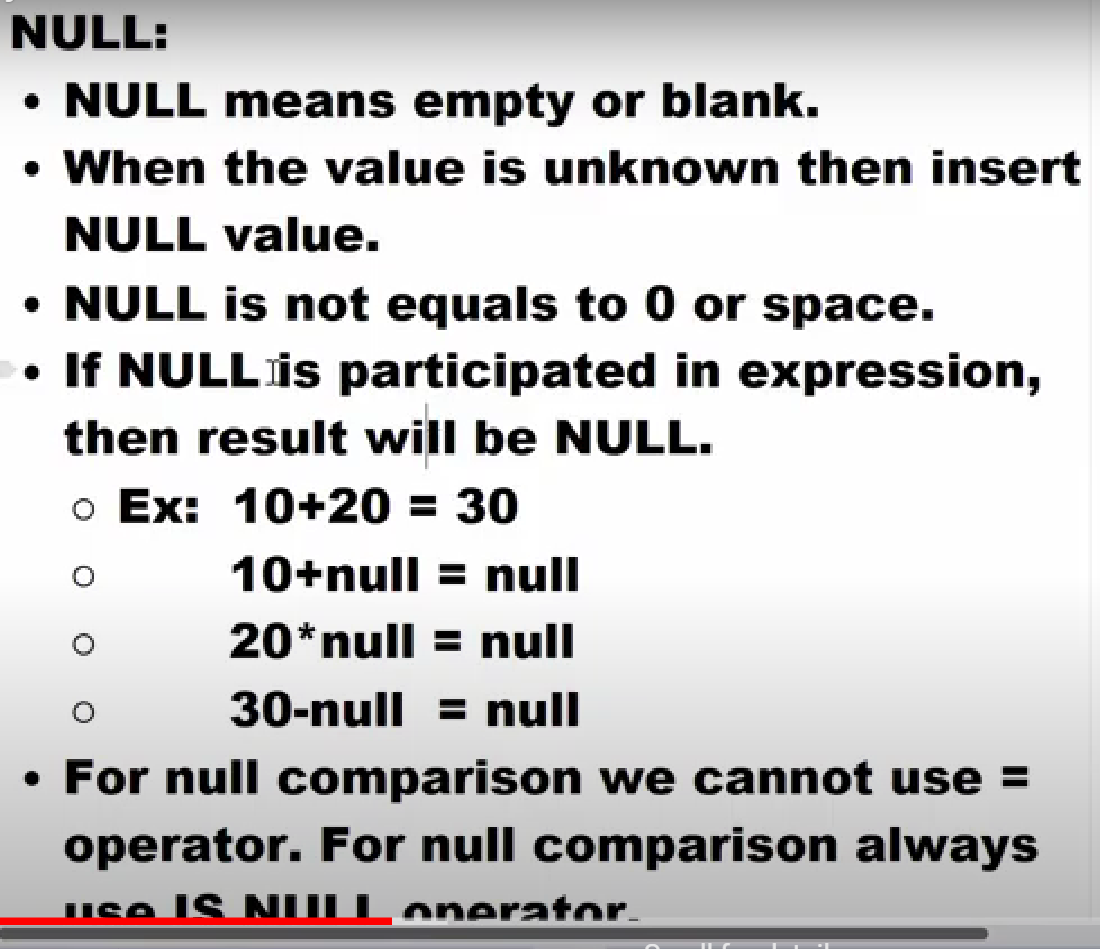 NULL:
• NULL means empty or blank.
• When the value is unknown then insert
NULL value.
• NULL is not equals to 0 or space.
• If NULL is participated in expression,
then result will be NULL.
○ Ex: 10+20 = 30
○ 10+null = null
○ 20*null = null
○ 30-null = null
• For null comparison we cannot use =
operator. For null comparison always
use IS NULL operator.